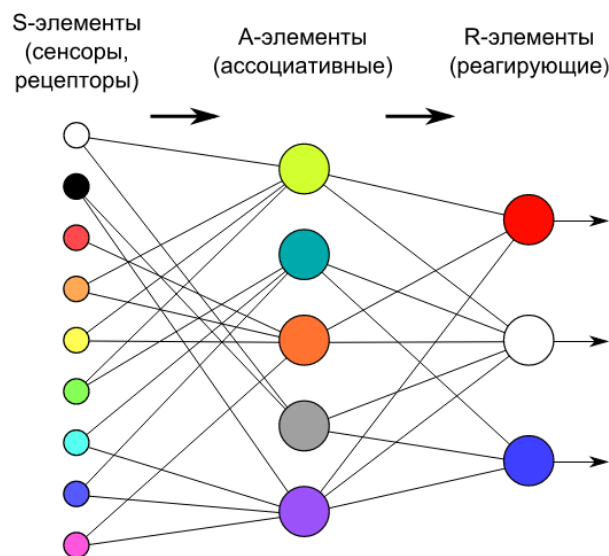 S-элементы
(сенсоры,
рецепторы)
A-элементы
(ассоциативные)
R-элементы
(реагирующие)